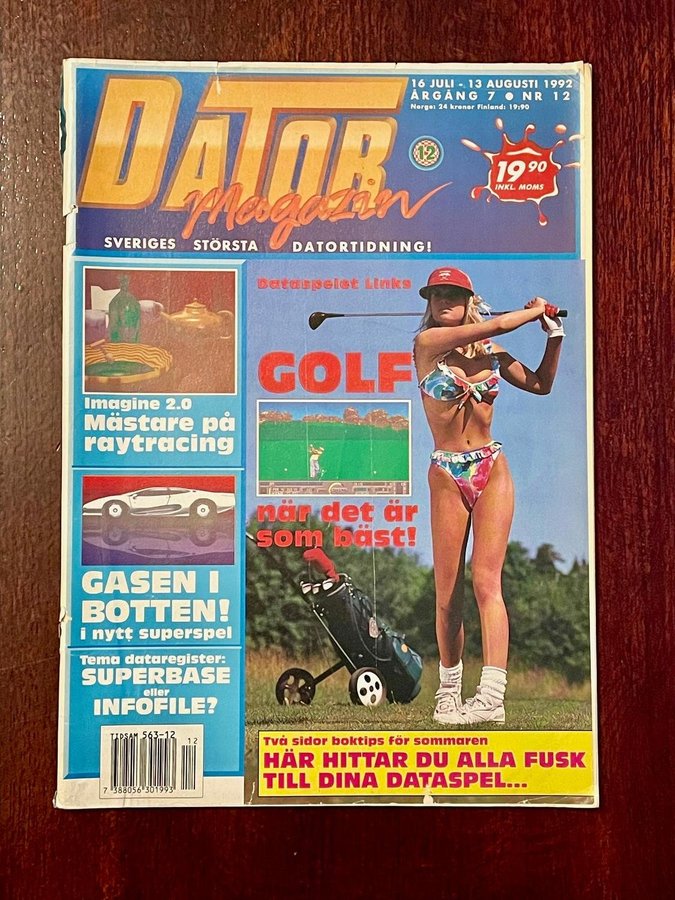 DATOR
Magazin
16 JULI - 13 AUGUSTI 1992
ÅRGÅNG 7 • NR 12
Norge: 24 kroner Finland: 19:90
12
19 90
INKL. MOMS
SVERIGES STÖRSTA DATORTIDNING!
Imagine 2.0
Mästare på
raytracing
GASEN I
BOTTEN!
i nytt superspel
Tema dataregister:
SUPERBASE
eller
INFOFILE?
TIDSAM 563-12
12
7 388056 301993
Dataspelet Links
GOLF
när det är
som bäst!
Två sidor boktips för sommaren
HÄR HITTAR DU ALLA FUSK
TILL DINA DATASPEL...